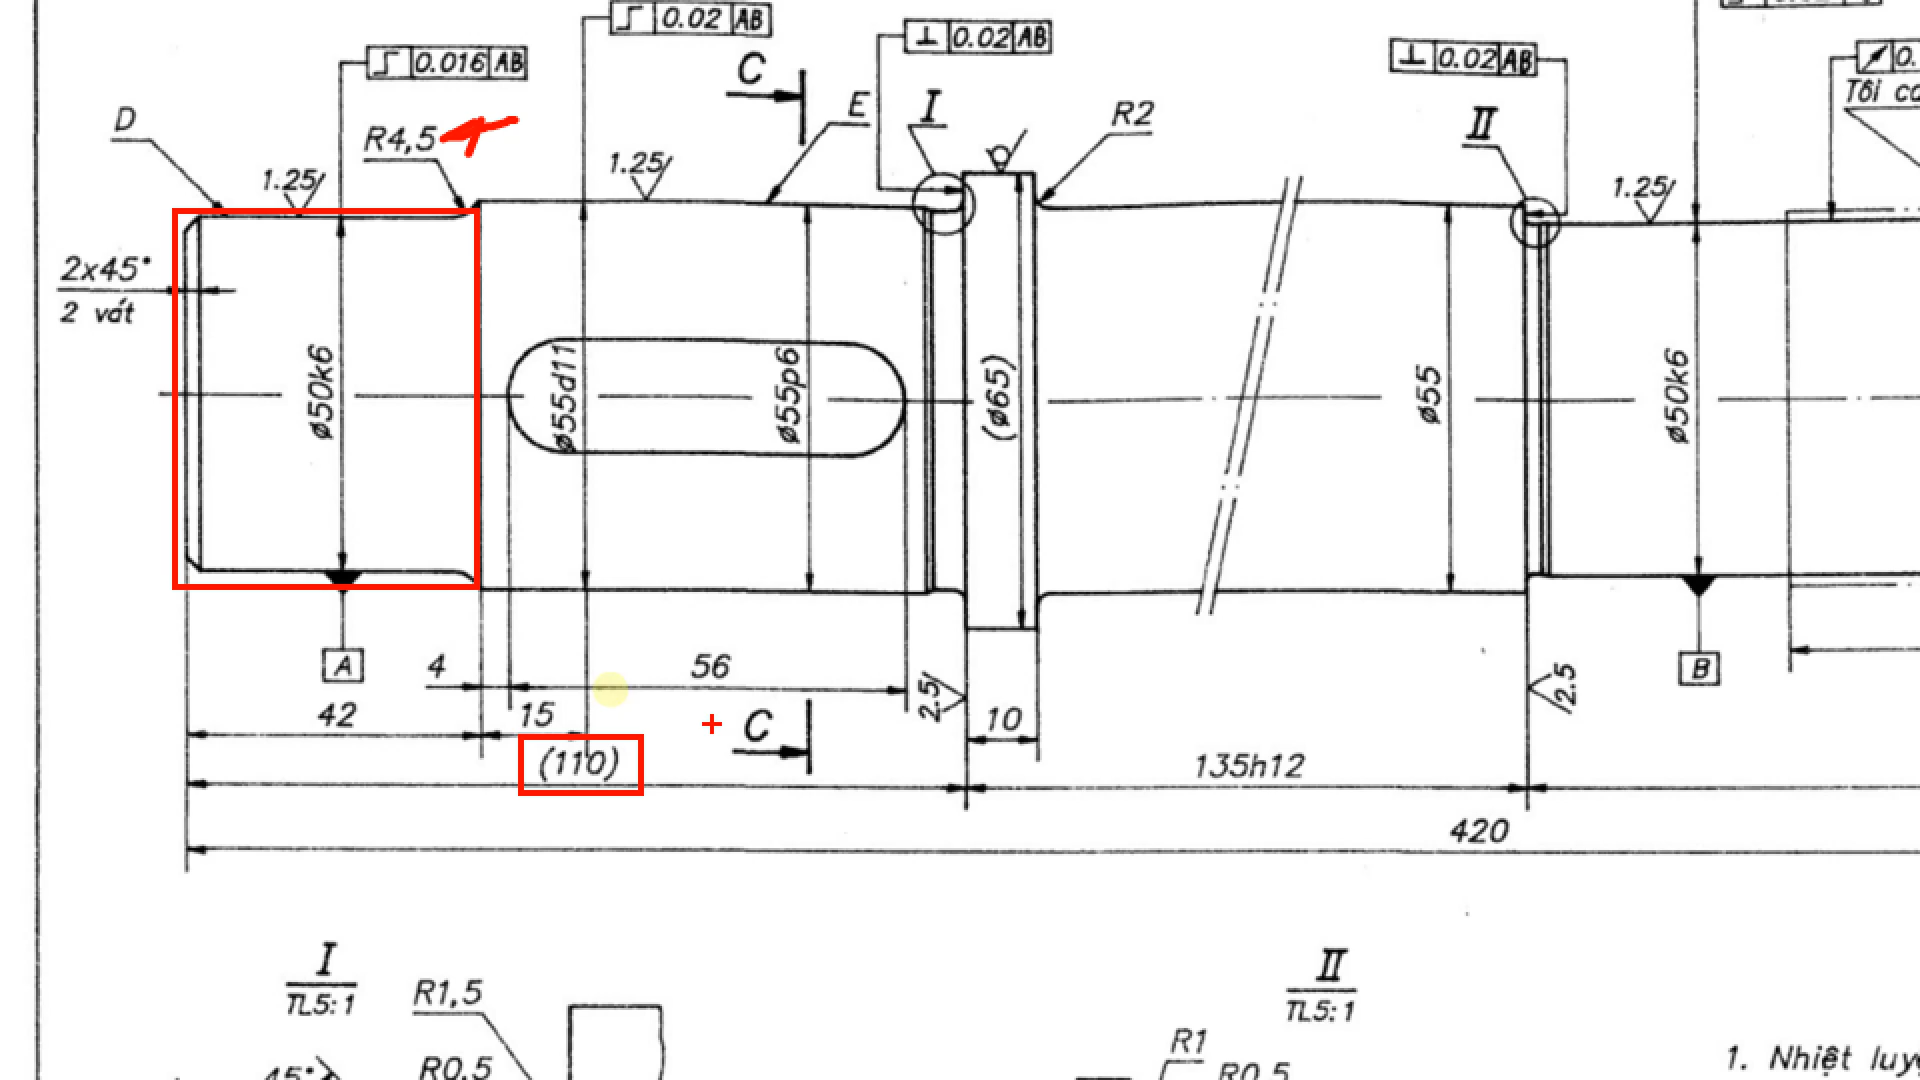 0.02 AB
0.016 AB
⊥ 0.02 AB
⊥ 0.02 AB
C
D
R4,5
E
I
R2
II
1.25
1.25
1.25
2x45°
2 vát
ø50k6
ø55d11
ø55p6
(ø65)
ø55
ø50k6
A
B
4
56
2.5
2.5
42
15
C
10
(110)
135h12
420
I
TL5:1
R1,5
R0,5
45°
II
TL5:1
R1
R0,5
1. Nhiệt